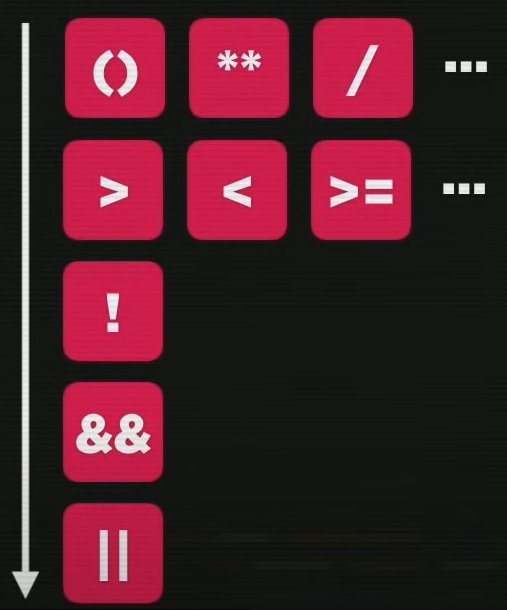 () ** / ...
> < >= ...
!
&&
||